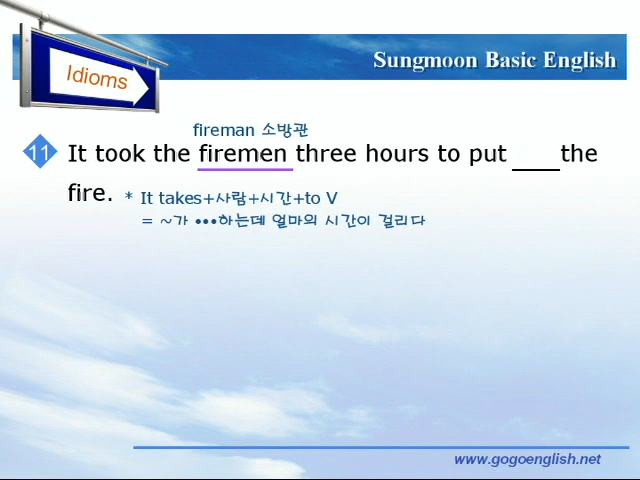 Sungmoon Basic English
Idioms
fireman 소방관
11 It took the firemen three hours to put ____the
fire. * It takes+사람+시간+to V
= ~가 •••하는데 얼마의 시간이 걸리다
www.gogoenglish.net